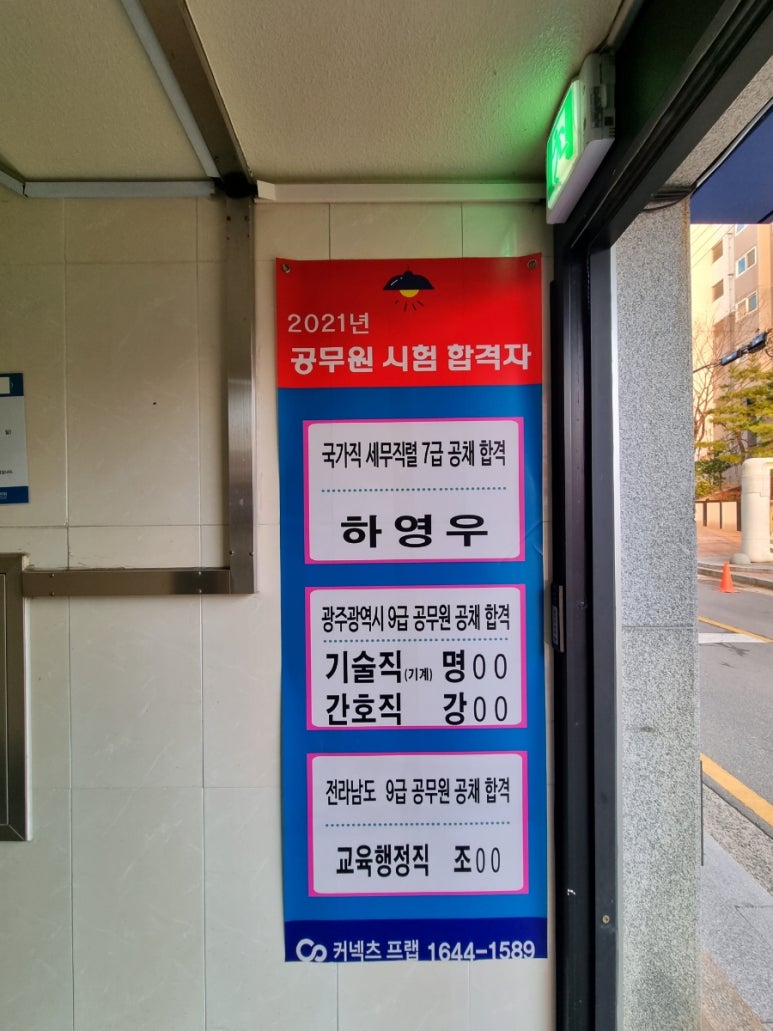 2021년
공무원 시험 합격자
국가직 세무직렬 7급 공채 합격
하영우
광주광역시 9급 공무원 공채 합격
기술직(기계) 명00
간호직 강00
전라남도 9급 공무원 공채 합격
교육행정직 조00
커넥츠 프랩 1644-1589